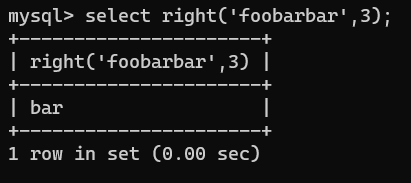 mysql> select right('foobarbar',3);
+----------------------+
| right('foobarbar',3) |
+----------------------+
| bar                  |
+----------------------+
1 row in set (0.00 sec)